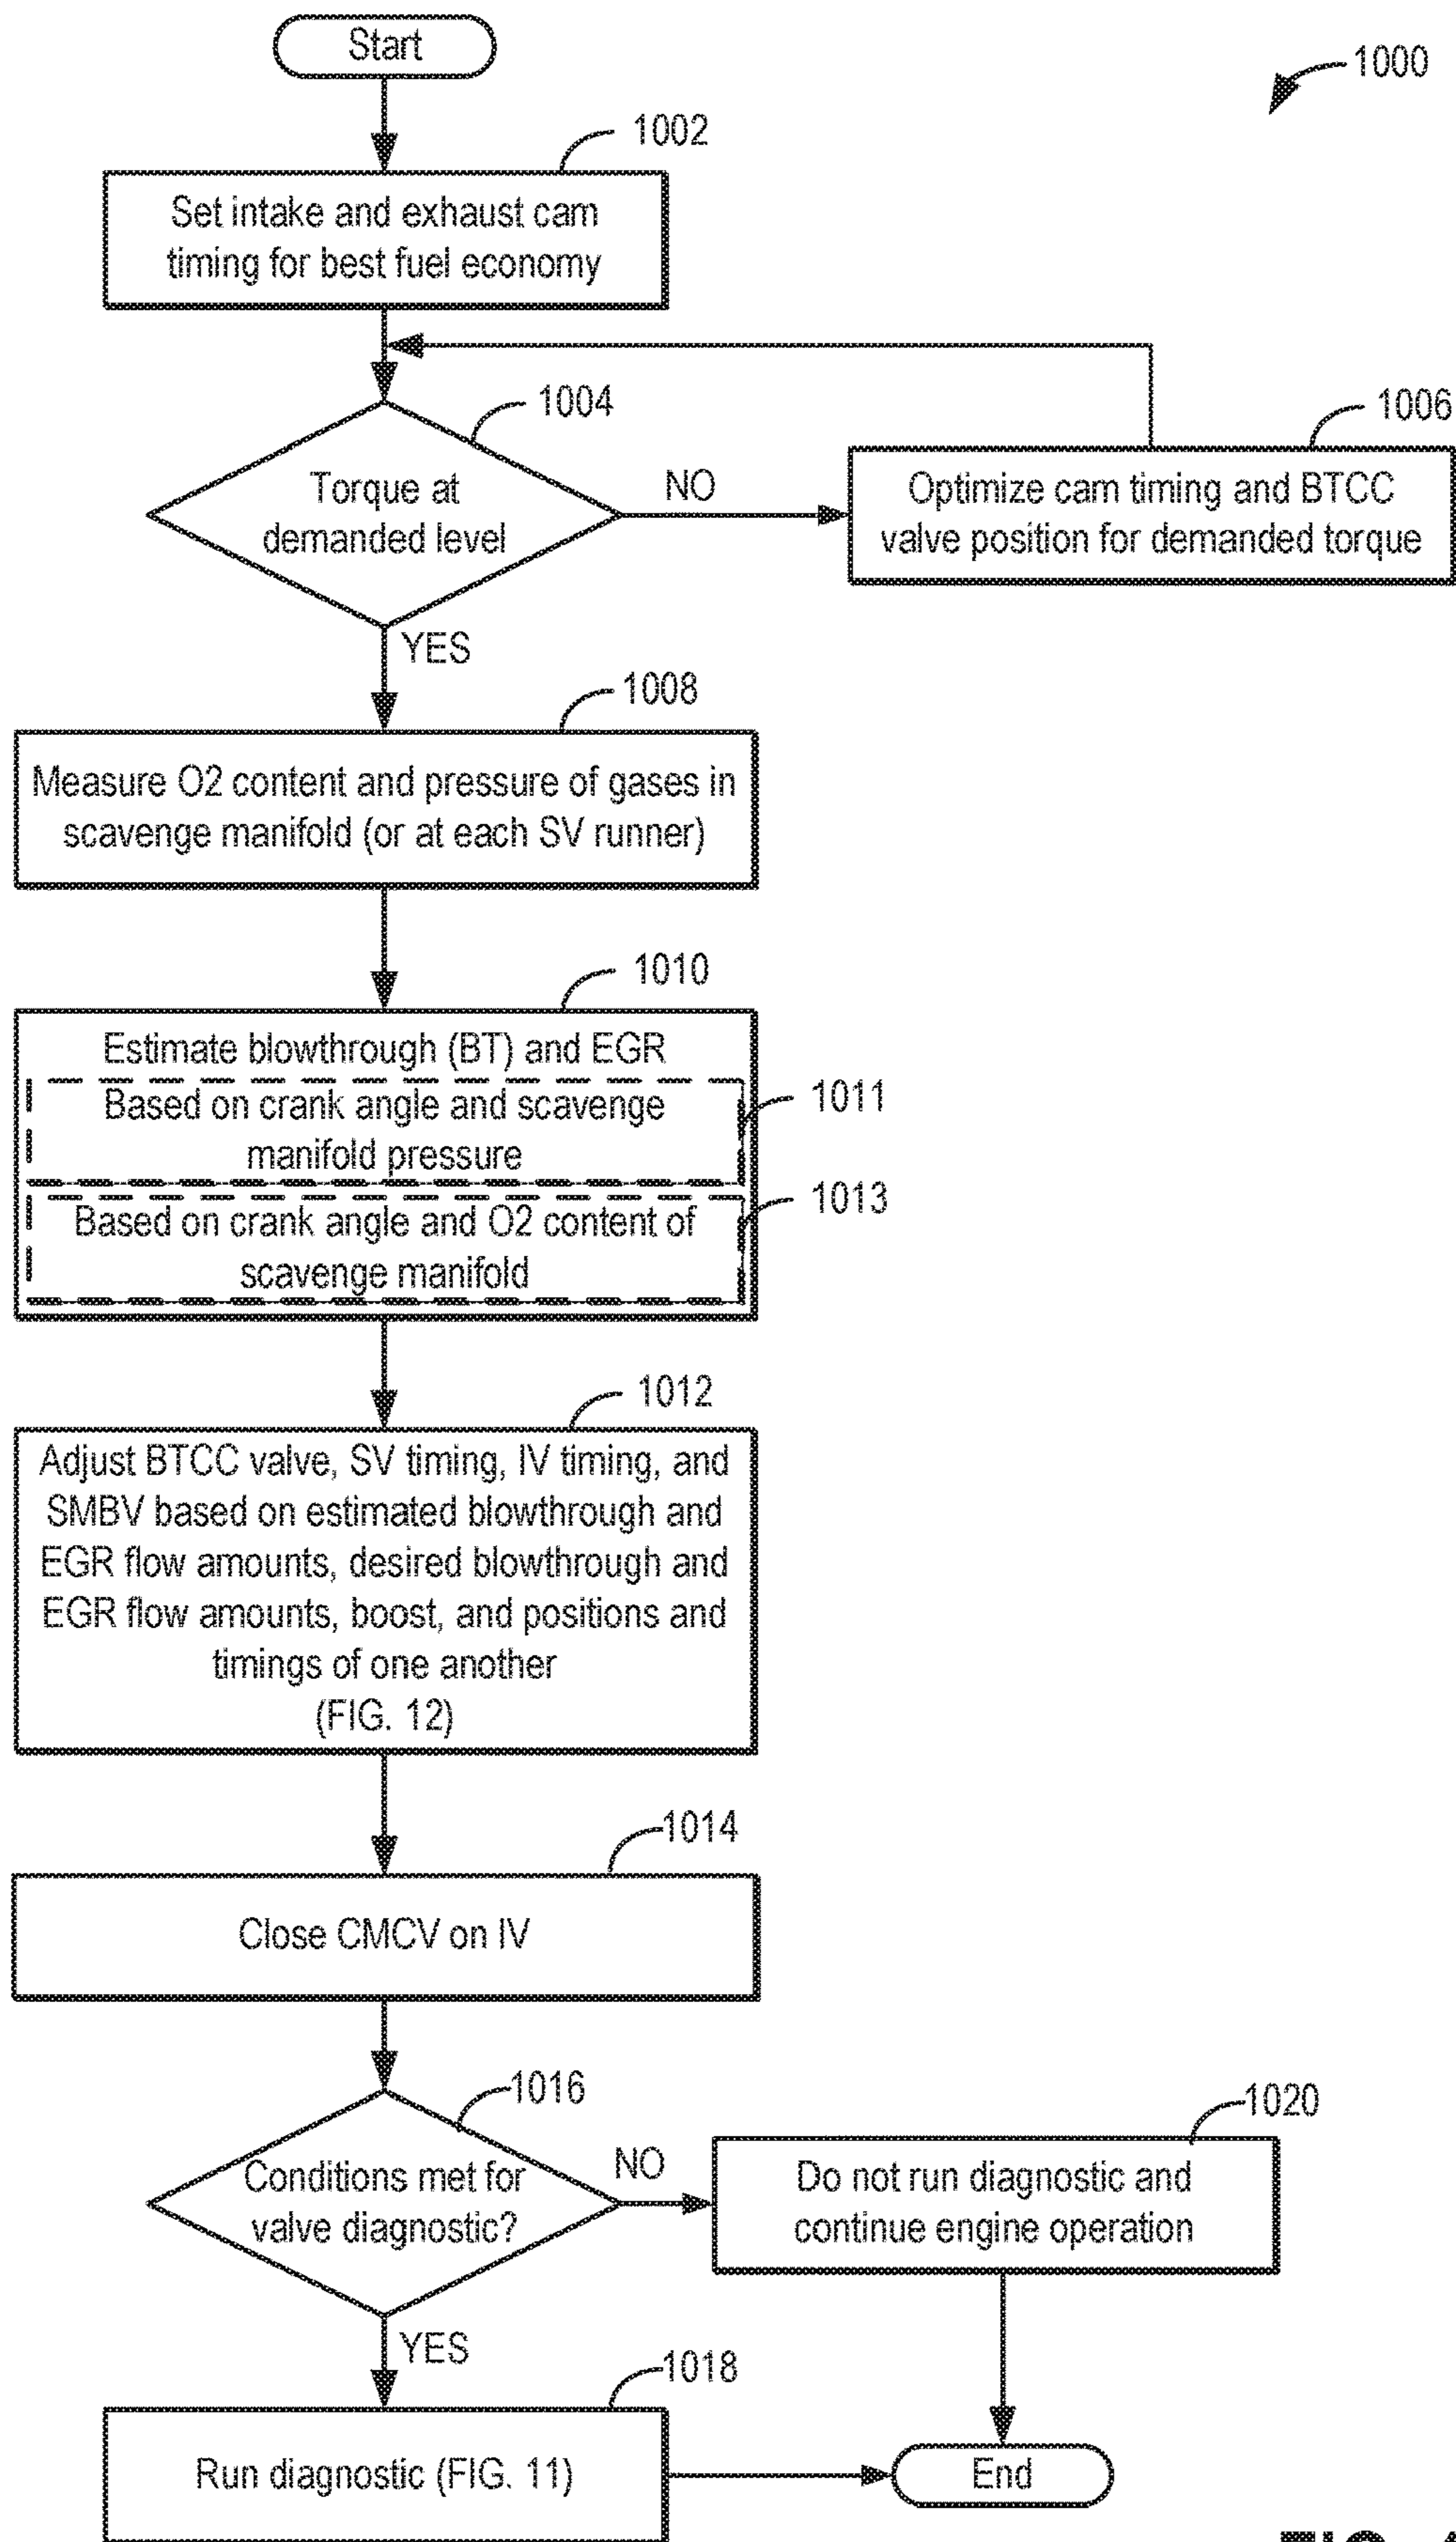 Start
1000
1002
Set intake and exhaust cam
timing for best fuel economy
1004
Torque at
demanded level
NO
1006
Optimize cam timing and BTCC
valve position for demanded torque
YES
1008
Measure O2 content and pressure of gases in
scavenge manifold (or at each SV runner)
1010
Estimate blowthrough (BT) and EGR
1011
Based on crank angle and scavenge
manifold pressure
1013
Based on crank angle and O2 content of
scavenge manifold
1012
Adjust BTCC valve, SV timing, IV timing, and
SMBV based on estimated blowthrough and
EGR flow amounts, desired blowthrough and
EGR flow amounts, boost, and positions and
timings of one another
(FIG. 12)
1014
Close CMCV on IV
1016
Conditions met for
valve diagnostic?
NO
1020
Do not run diagnostic and
continue engine operation
YES
1018
Run diagnostic (FIG. 11)
End